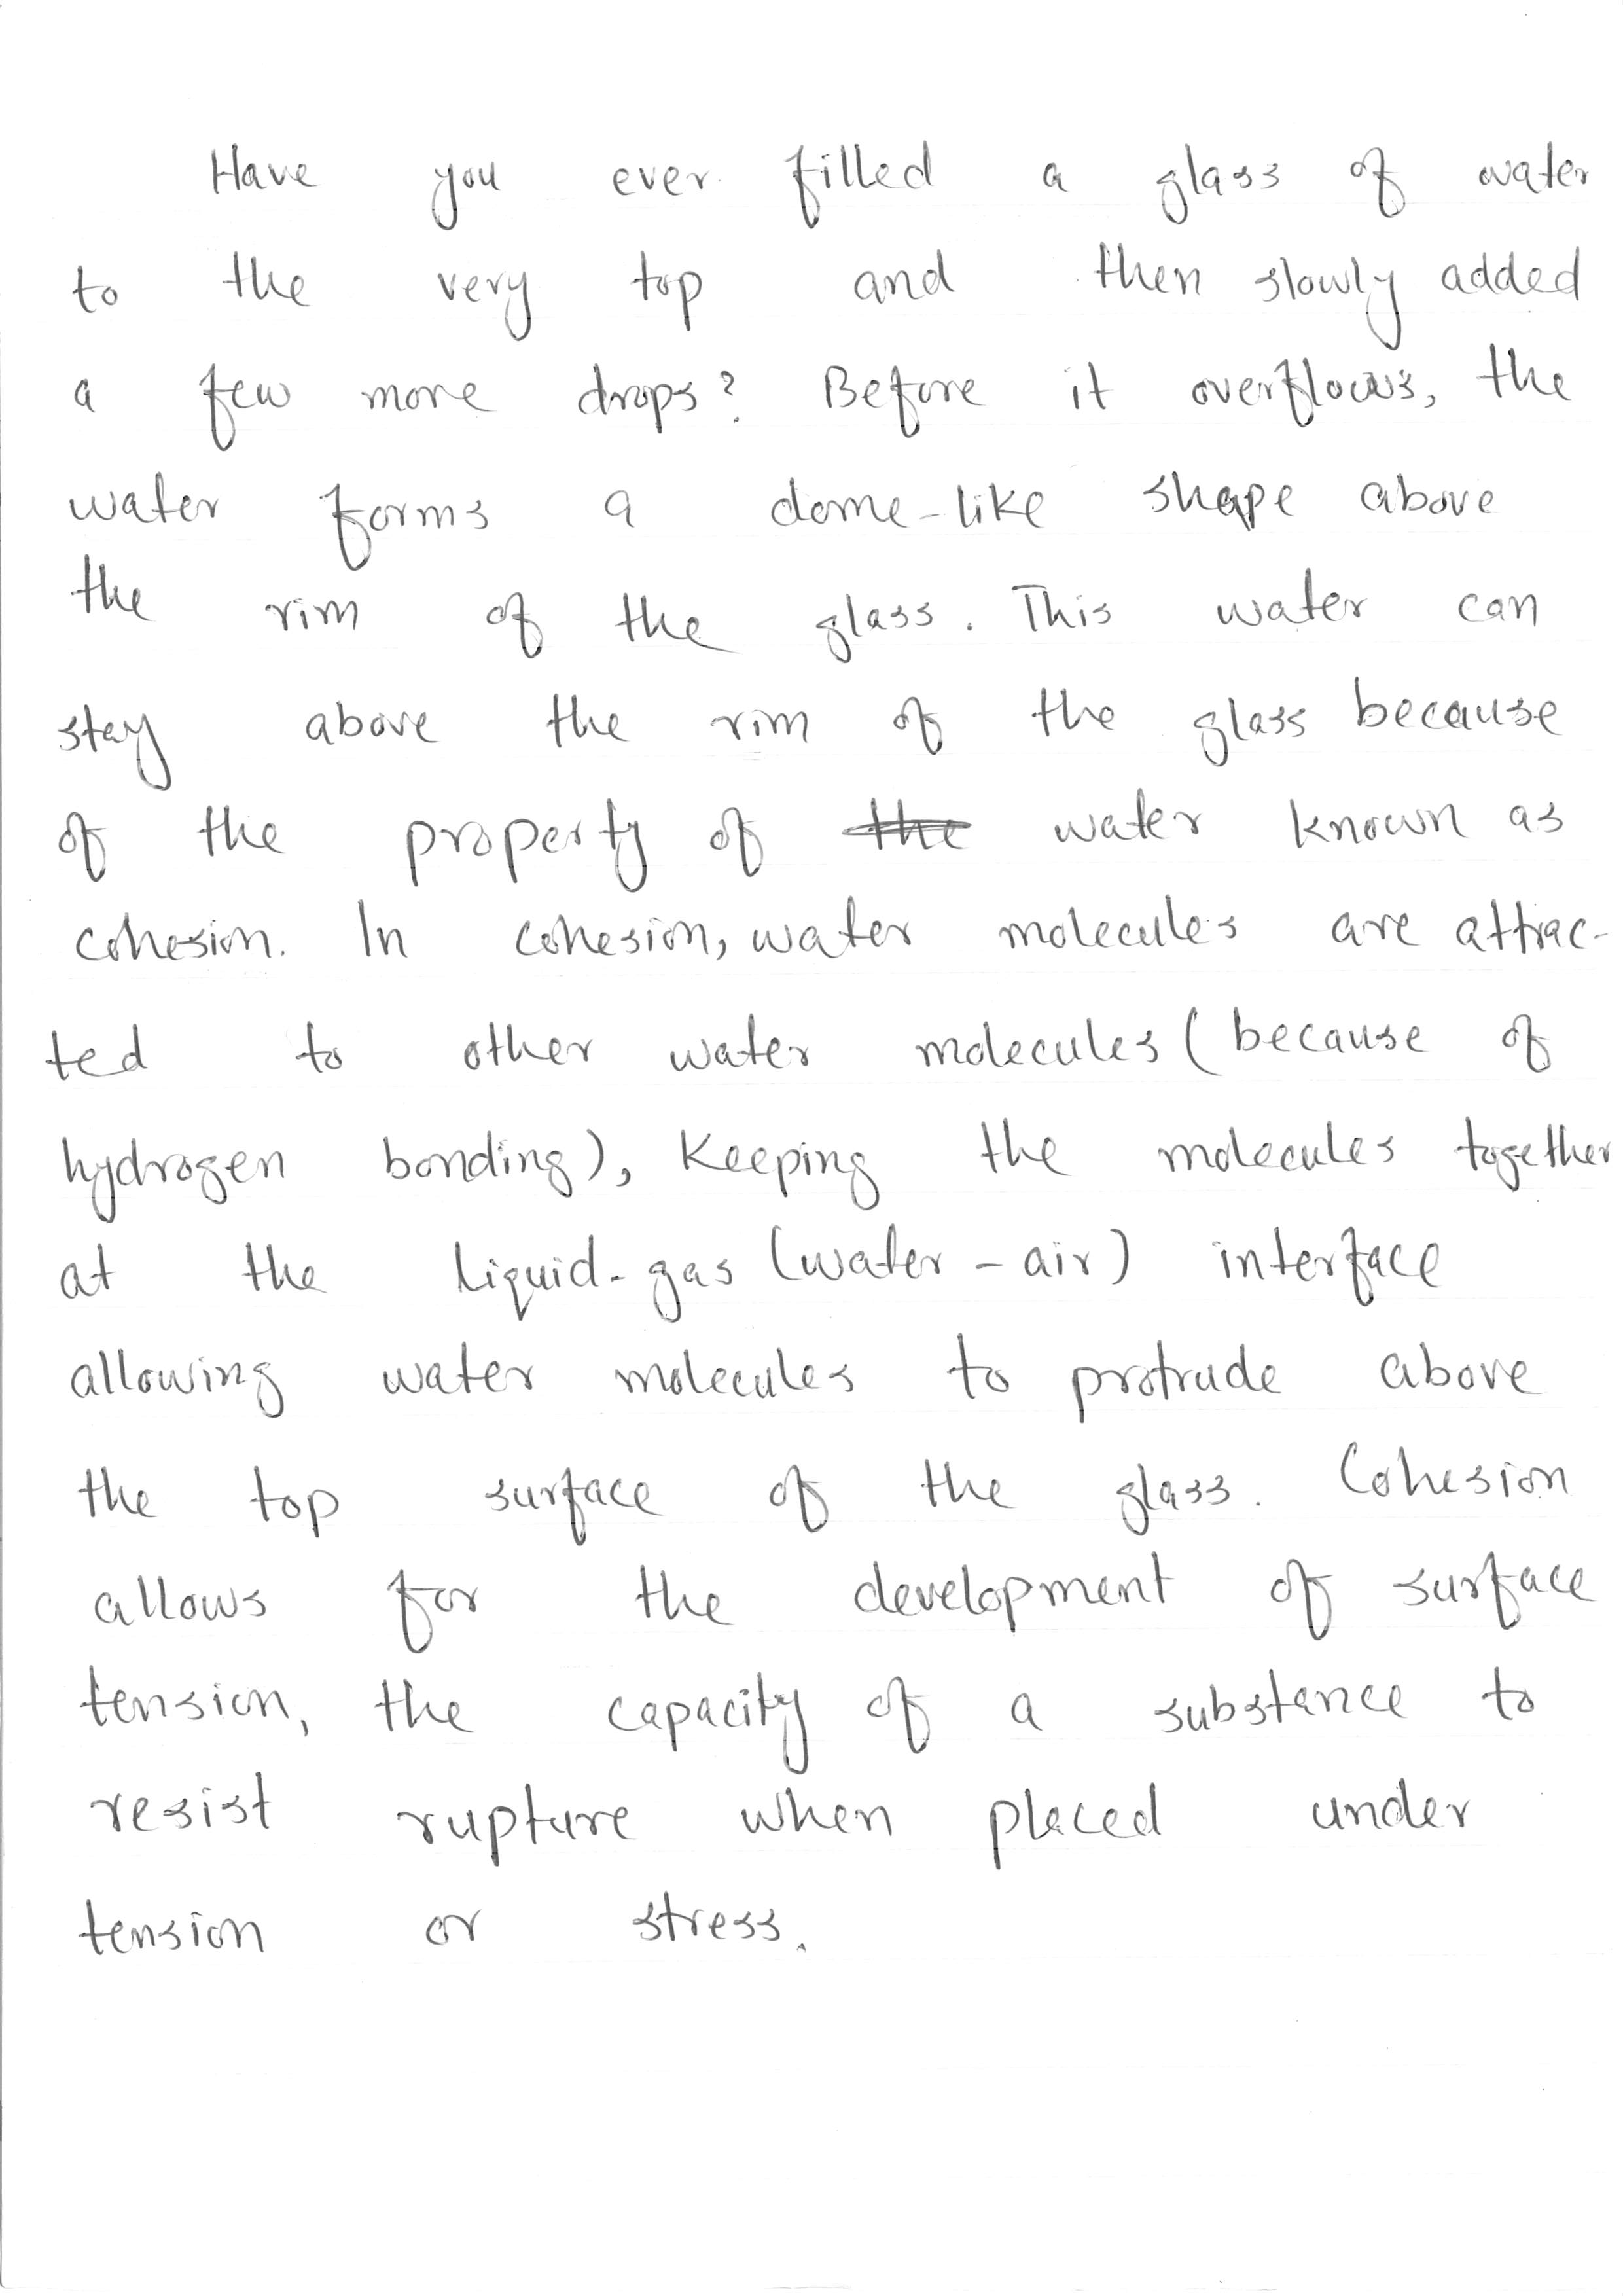 Have you ever filled a glass of water
to the very top and then slowly added
a few more drops? Before it overflows, the
water forms a dome-like shape above
the rim of the glass. This water can
stay above the rim of the glass because
of the property of the water known as
cohesion. In cohesion, water molecules are attrac-
ted to other water molecules (because of
hydrogen bonding), keeping the molecules together
at the liquid-gas (water-air) interface
allowing water molecules to protrude above
the top surface of the glass. Cohesion
allows for the development of surface
tension, the capacity of a substance to
resist rupture when placed under
tension or stress.